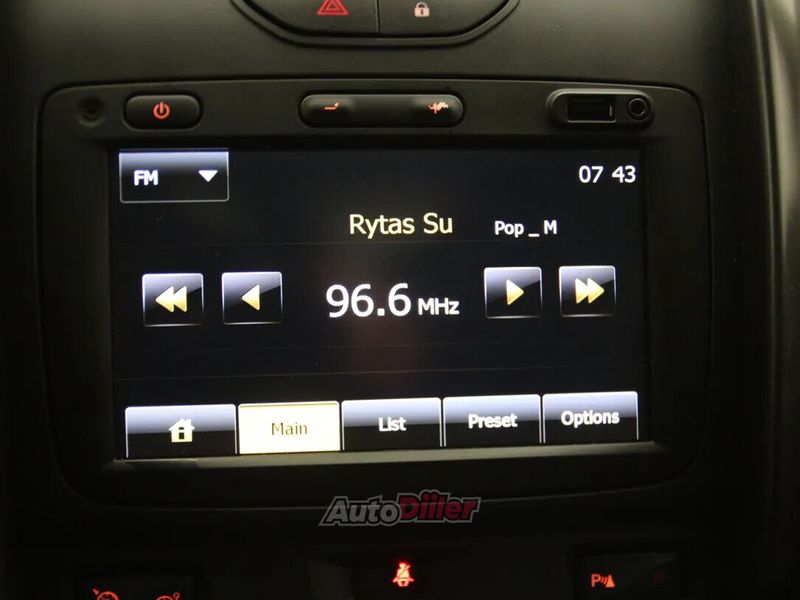 FM
07 43
Rytas Su
Pop _ M
96.6 MHz
Main
List
Preset
Options
AutoDiiler
P